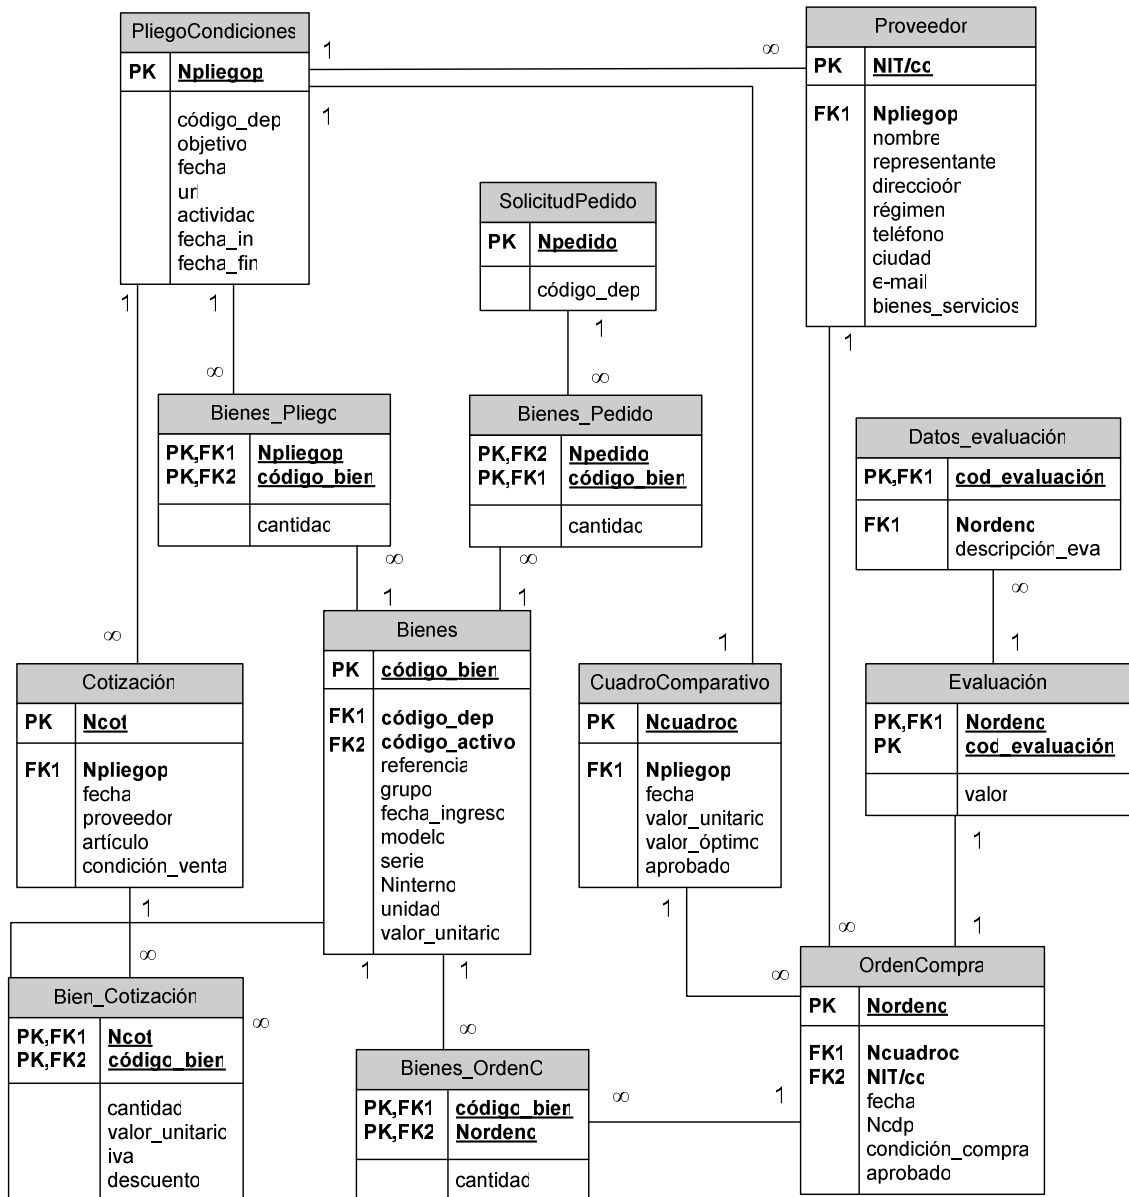 PliegoCondiciones
PK Npliegop
código_dep
objetivo
fecha
url
actividad
fecha_in
fecha_fin
1
∞
1
Proveedor
PK NIT/cc
FK1 Npliegop
nombre
representante
direccioón
régimen
teléfono
ciudad
e-mail
bienes_servicios
SolicitudPedido
PK Npedido
código_dep
1
1
1
1
∞
∞
Bienes_Pliego
PK,FK1 Npliegop
PK,FK2 código_bien
cantidad
Bienes_Pedido
PK,FK2 Npedido
PK,FK1 código_bien
cantidad
Datos_evaluación
PK,FK1 cod_evaluación
FK1 Nordenc
descripción_eva
∞
∞
∞
1
1
∞
1
1
Bienes
PK código_bien
FK1 código_dep
FK2 código_activo
referencia
grupo
fecha_ingreso
modelo
serie
Ninterno
unidad
valor_unitario
Cotización
PK Ncot
FK1 Npliegop
fecha
proveedor
artículo
condición_venta
CuadroComparativo
PK Ncuadroc
FK1 Npliegop
fecha
valor_unitario
valor_óptimo
aprobado
Evaluación
PK,FK1 Nordenc
PK cod_evaluación
valor
1
1
1
∞
1
∞
1
1
∞
Bien_Cotización
PK,FK1 Ncot
PK,FK2 código_bien
cantidad
valor_unitario
iva
descuento
∞
∞
Bienes_OrdenC
PK,FK1 código_bien
PK,FK2 Nordenc
cantidad
∞
1
OrdenCompra
PK Nordenc
FK1 Ncuadroc
FK2 NIT/cc
fecha
Ncdp
condición_compra
aprobado